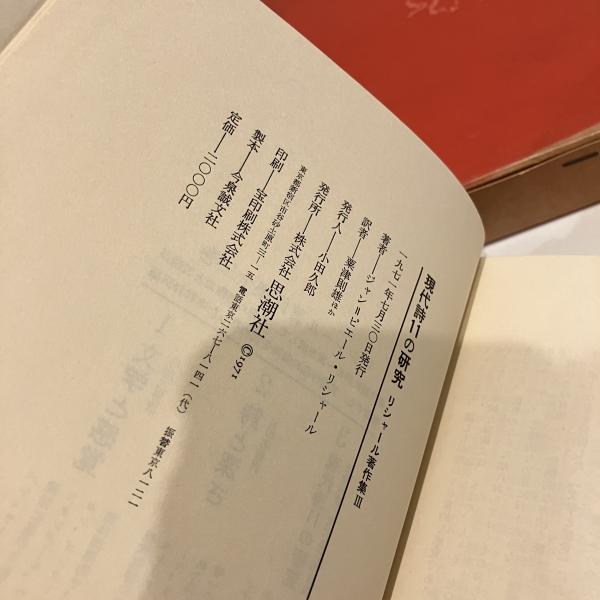 現代詩11の研究 リシャール著作集Ⅲ
一九七一年七月三〇日発行
著者――ジャン=ピエール・リシャール
訳者――粟津則雄ほか
発行人――小田久郎
発行所――株式会社 思潮社 ©1971
東京都新宿区市谷砂土原町三―一五 電話東京二六七―八一四一(代) 振替東京八一二一
印刷――宝印刷株式会社
製本――今泉誠文社
定価――二〇〇〇円